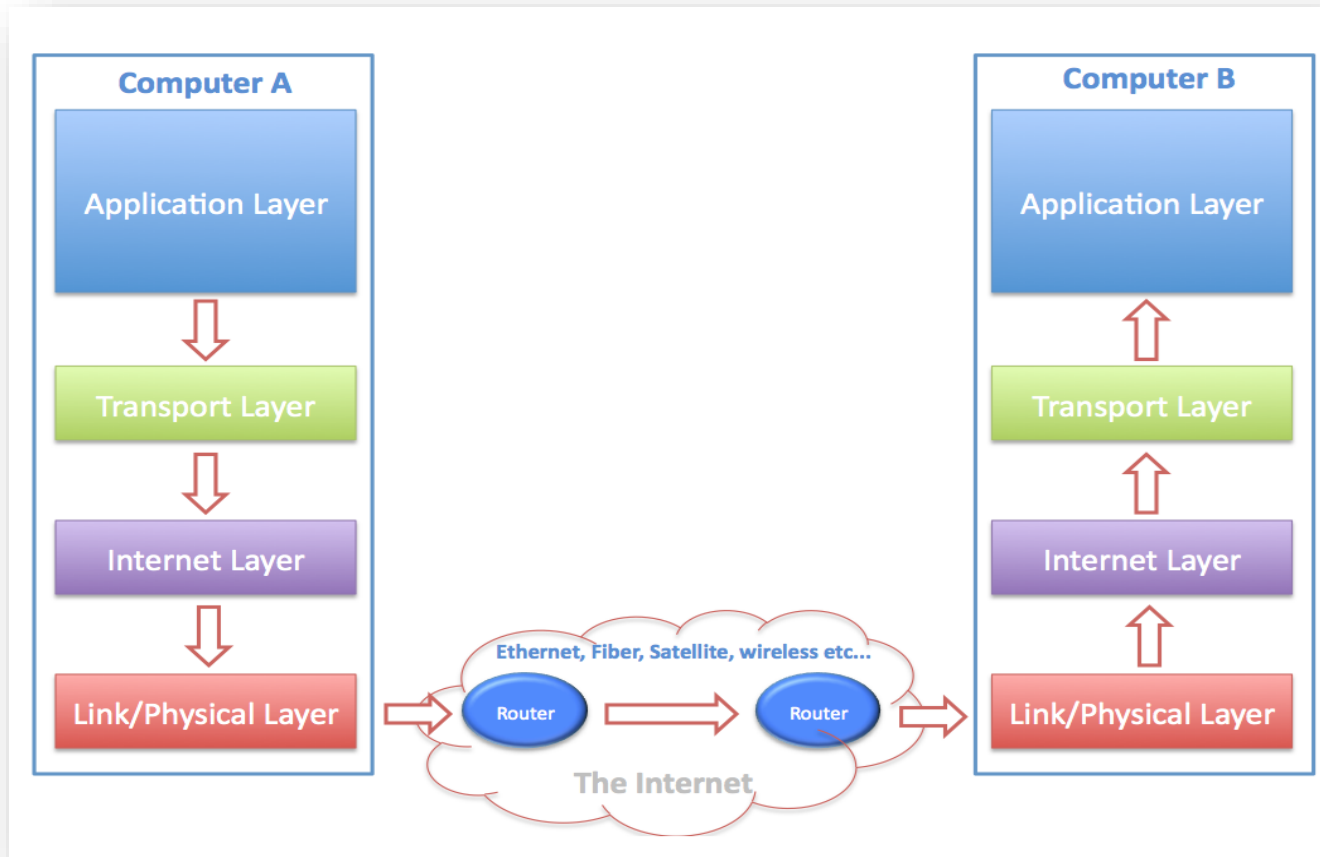 Computer A
Application Layer
Transport Layer
Internet Layer
Link/Physical Layer
Ethernet, Fiber, Satellite, wireless etc...
Router
Router
The Internet
Computer B
Application Layer
Transport Layer
Internet Layer
Link/Physical Layer